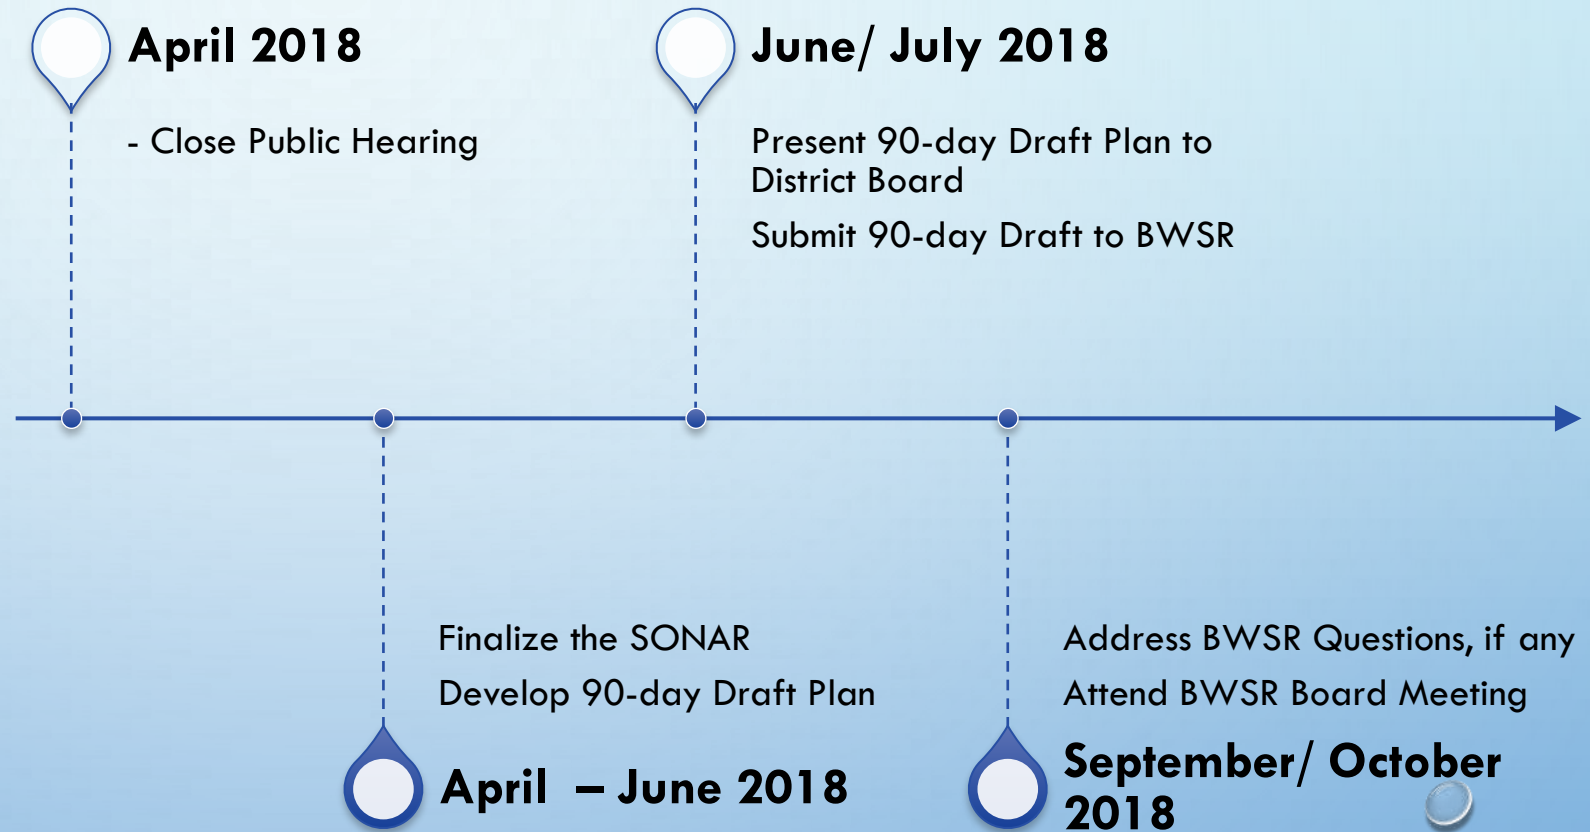 April 2018
- Close Public Hearing
June/ July 2018
Present 90-day Draft Plan to
District Board
Submit 90-day Draft to BWSR
Finalize the SONAR
Develop 90-day Draft Plan
April – June 2018
Address BWSR Questions, if any
Attend BWSR Board Meeting
September/ October
2018